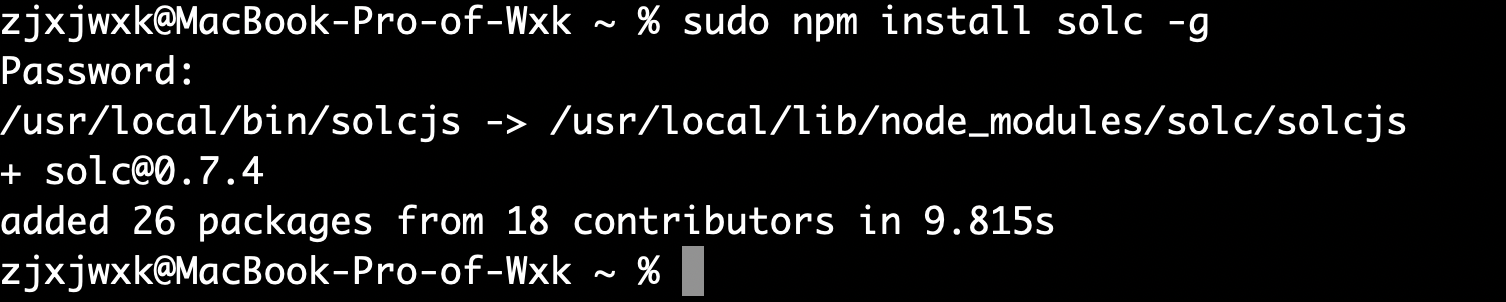 zjxjwxk@MacBook-Pro-of-Wxk ~ % sudo npm install solc -g
Password:
/usr/local/bin/solcjs -> /usr/local/lib/node_modules/solc/solcjs
+ solc@0.7.4
added 26 packages from 18 contributors in 9.815s
zjxjwxk@MacBook-Pro-of-Wxk ~ %